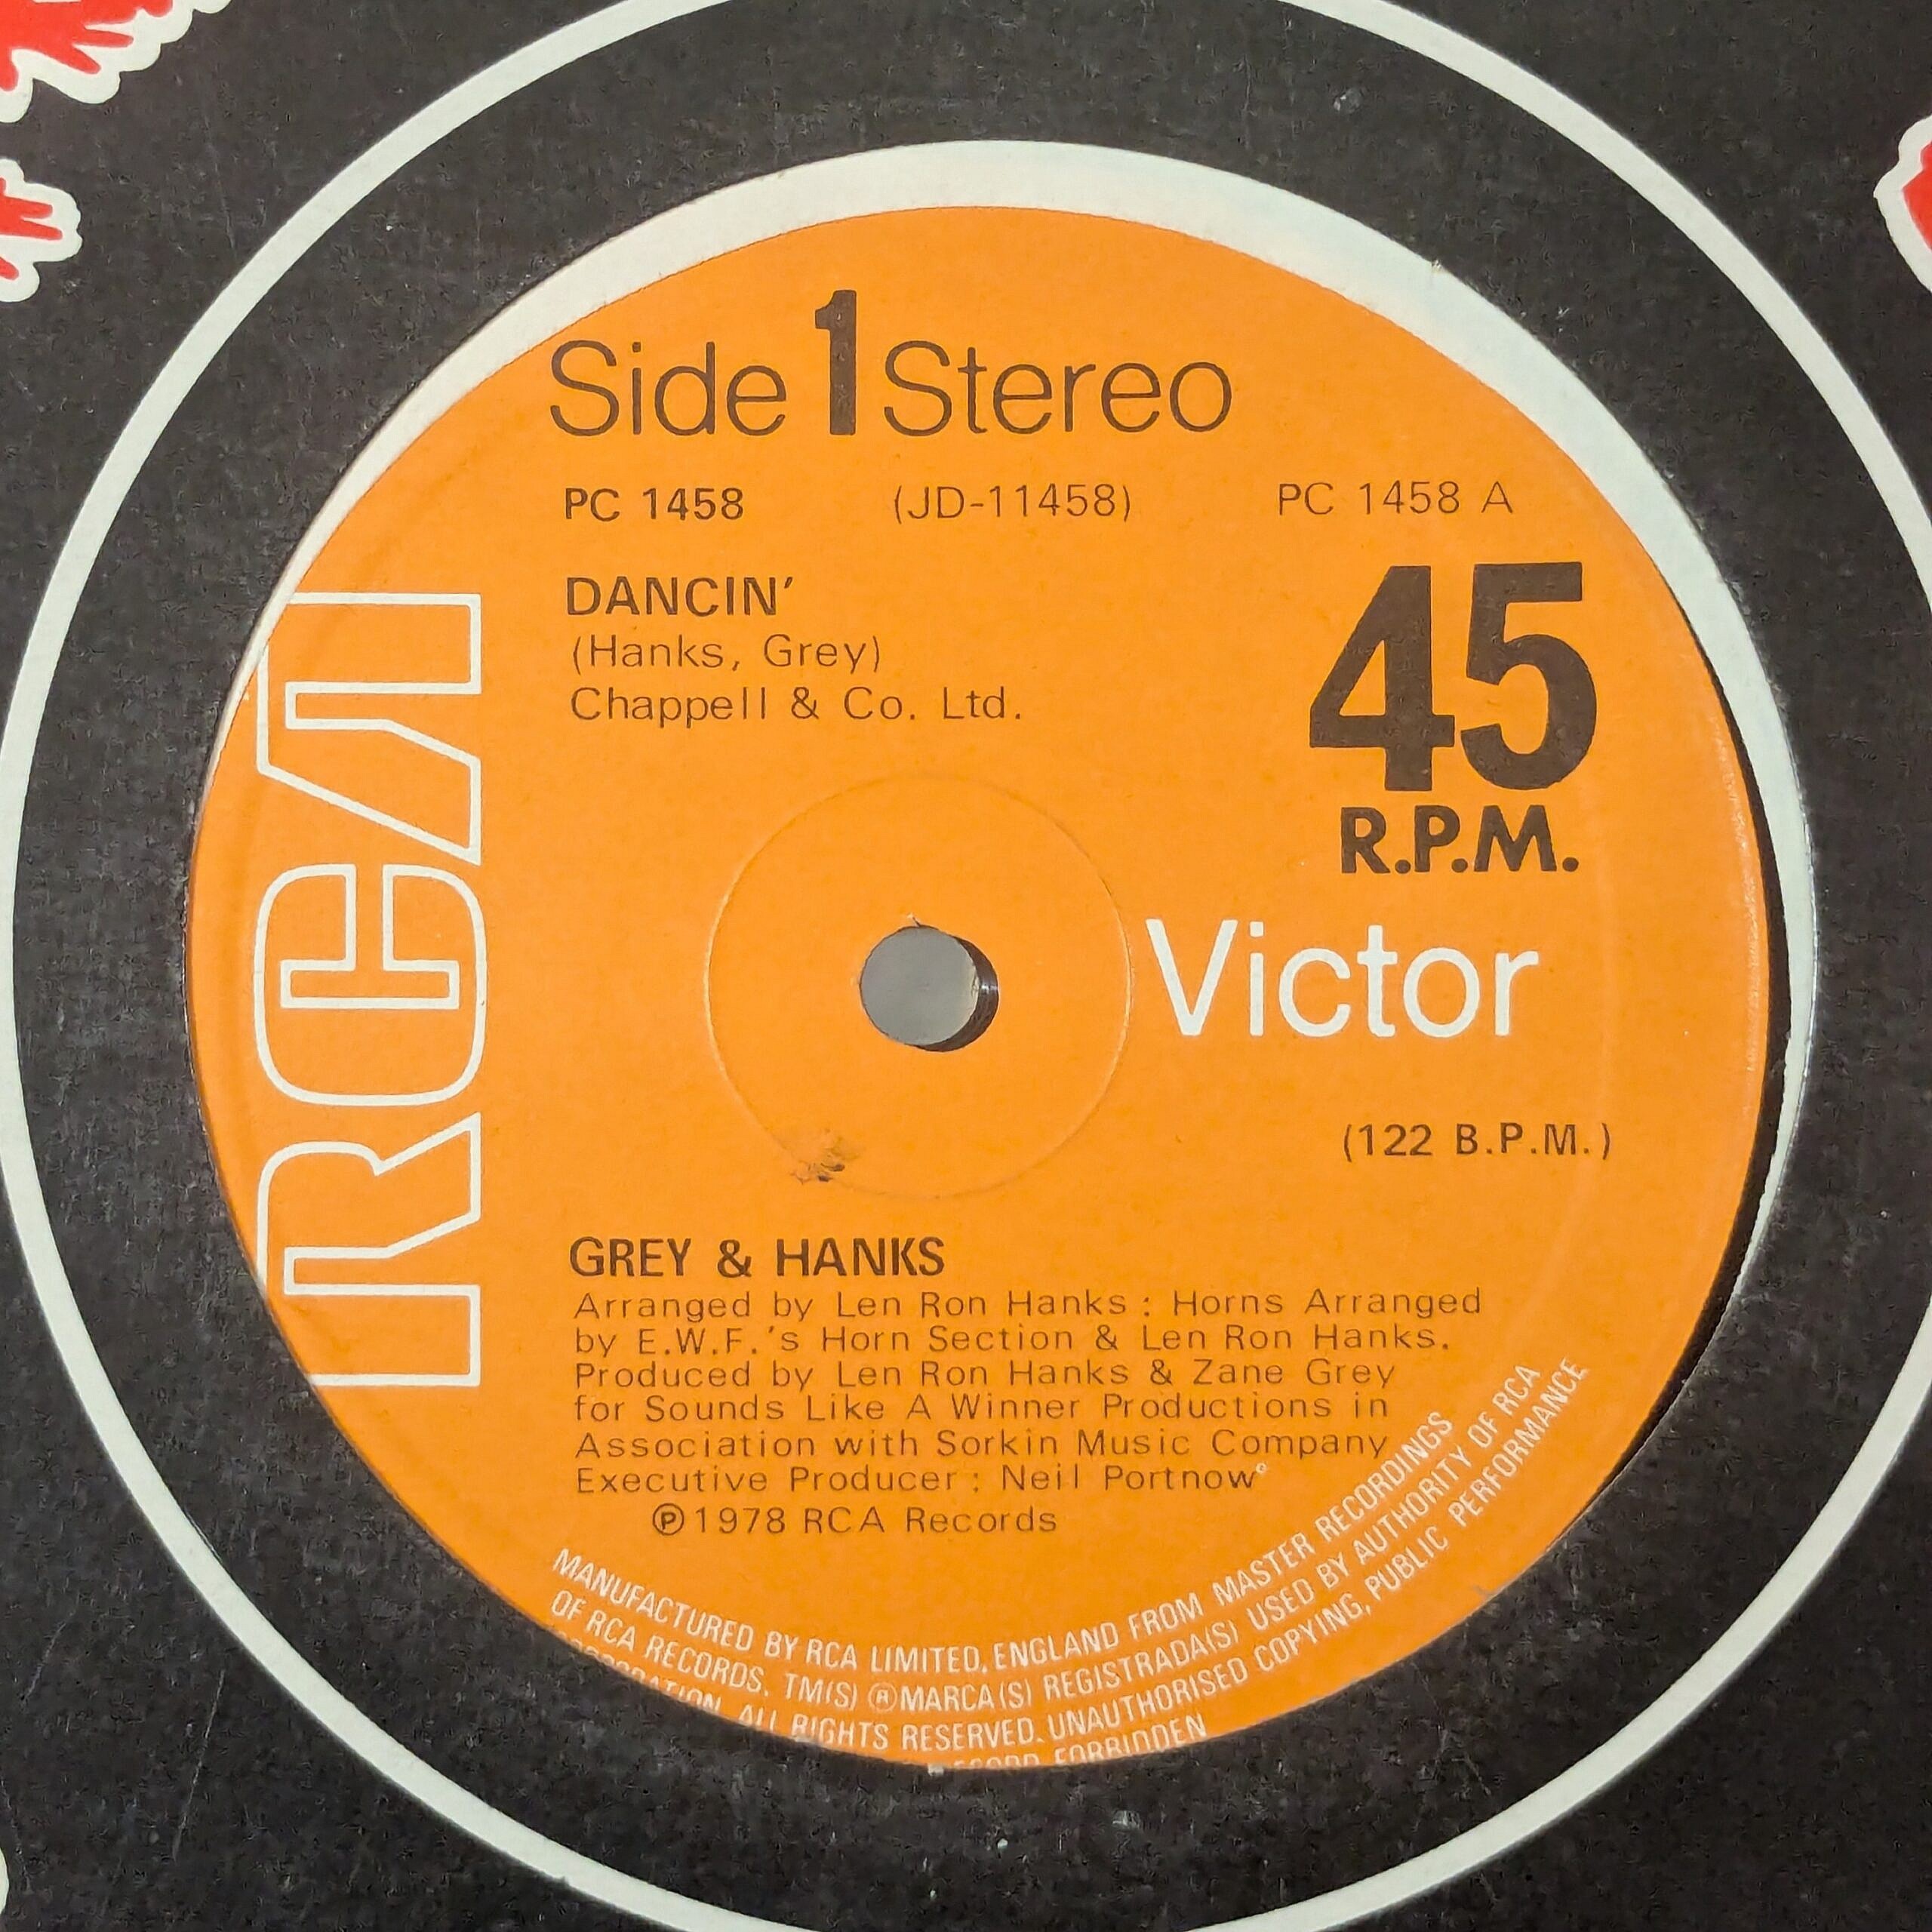 Side 1 Stereo
PC 1458 (JD-11458) PC 1458 A
DANCIN'
(Hanks, Grey)
Chappell & Co. Ltd.
45
R.P.M.
RCA
Victor
(122 B.P.M.)
GREY & HANKS
Arranged by Len Ron Hanks : Horns Arranged
by E.W.F.'s Horn Section & Len Ron Hanks.
Produced by Len Ron Hanks & Zane Grey
for Sounds Like A Winner Productions in
Association with Sorkin Music Company
Executive Producer : Neil Portnow
℗1978 RCA Records
MANUFACTURED BY RCA LIMITED, ENGLAND FROM MASTER RECORDINGS
OF RCA RECORDS. TM(S) ® MARCA(S) REGISTRADA(S) USED BY AUTHORITY OF RCA
ALL RIGHTS RESERVED. UNAUTHORISED COPYING, PUBLIC PERFORMANCE
FORBIDDEN